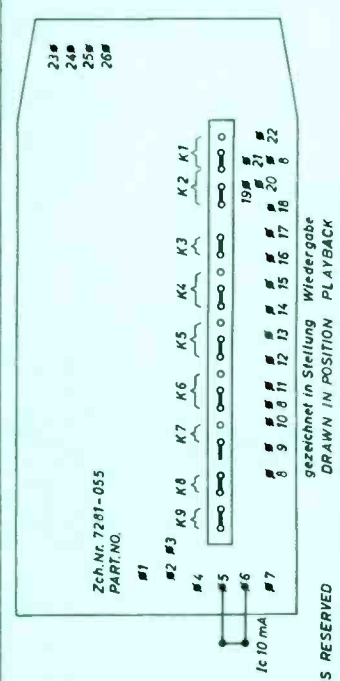 23
24
25
26
Zch.Nr. 7281-055
PART.NO.
1
2 3
4
5
6
7
Ic 10 mA
K9 K8 K7 K6 K5 K4 K3 K2 K1
19 21 22
8 9 10 8 11 12 13 14 15 16 17 18 20 8
gezeichnet in Stellung Wiedergabe
DRAWN IN POSITION PLAYBACK
S RESERVED